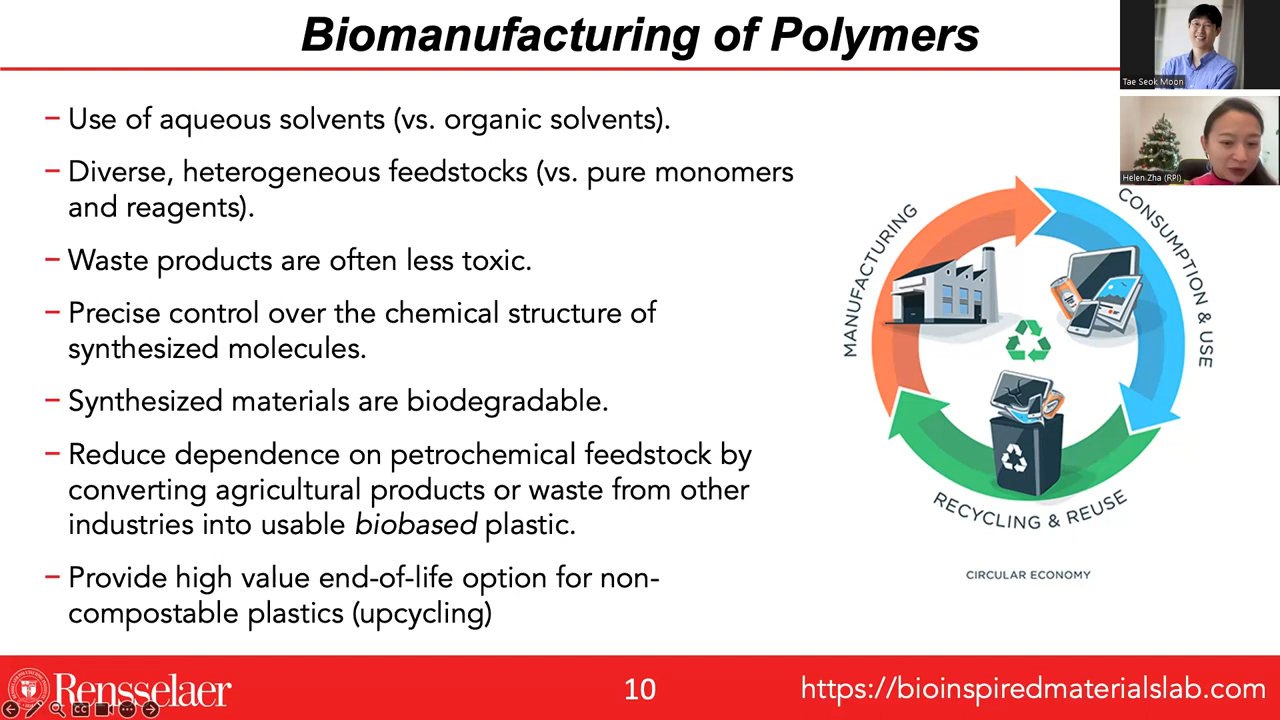 Biomanufacturing of Polymers
Tae Seok Moon
Helen Zha (RPI)
− Use of aqueous solvents (vs. organic solvents).
− Diverse, heterogeneous feedstocks (vs. pure monomers
and reagents).
− Waste products are often less toxic.
− Precise control over the chemical structure of
synthesized molecules.
− Synthesized materials are biodegradable.
− Reduce dependence on petrochemical feedstock by
converting agricultural products or waste from other
industries into usable biobased plastic.
− Provide high value end-of-life option for non-
compostable plastics (upcycling)
MANUFACTURING
CONSUMPTION & USE
RECYCLING & REUSE
CIRCULAR ECONOMY
Rensselaer
10
https://bioinspiredmaterialslab.com